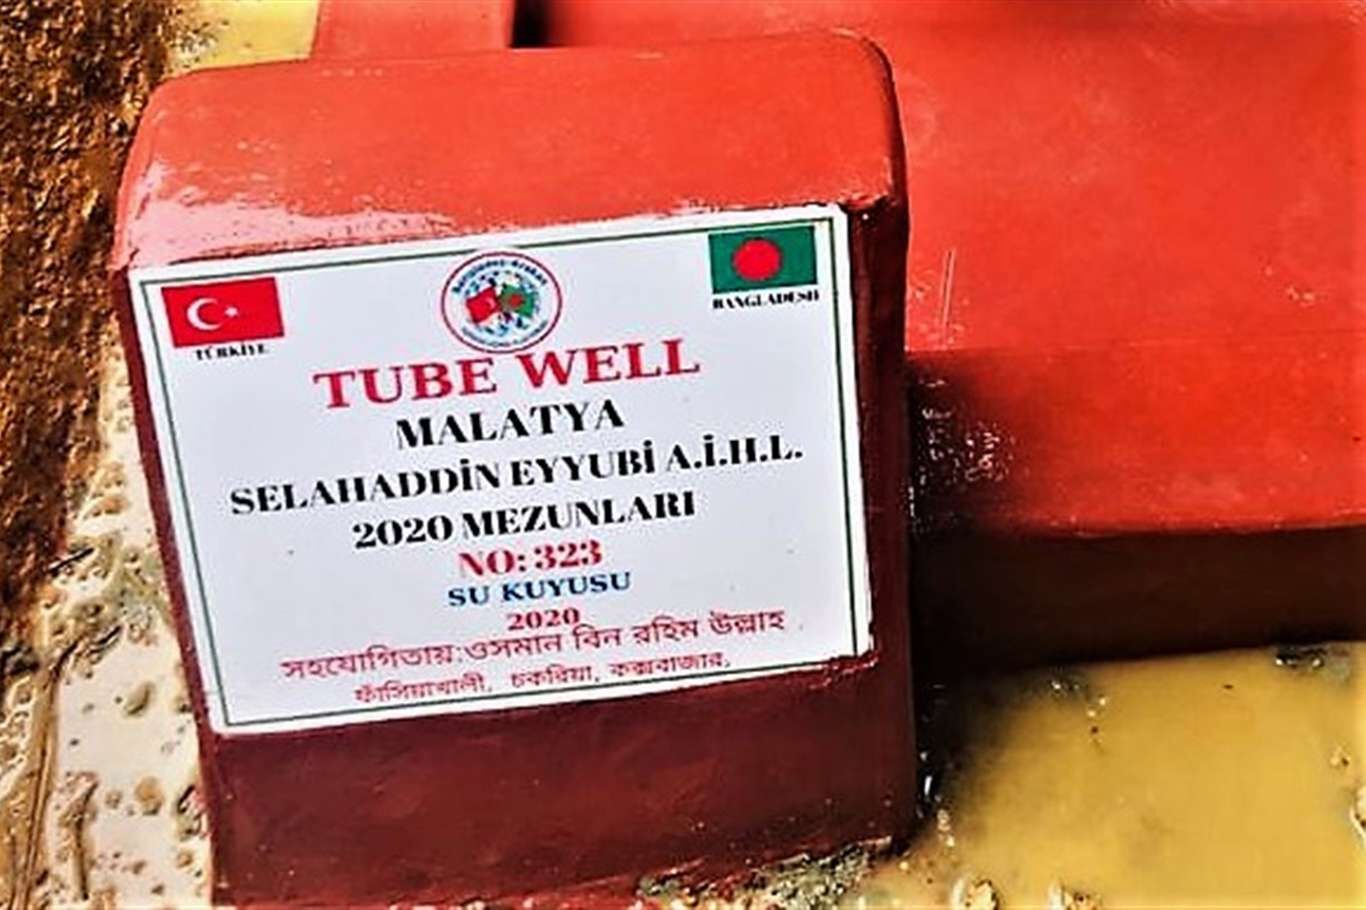 TÜRKİYE
BANGLADESH
TUBE WELL
MALATYA
SELAHADDİN EYYUBİ A.İ.H.L.
2020 MEZUNLARI
NO: 323
SU KUYUSU
2020
সহযোগিতায়:ওসমান বিন রহিম উল্লাহ
ফাঁসিয়াখালী, চকরিয়া, কক্সবাজার,